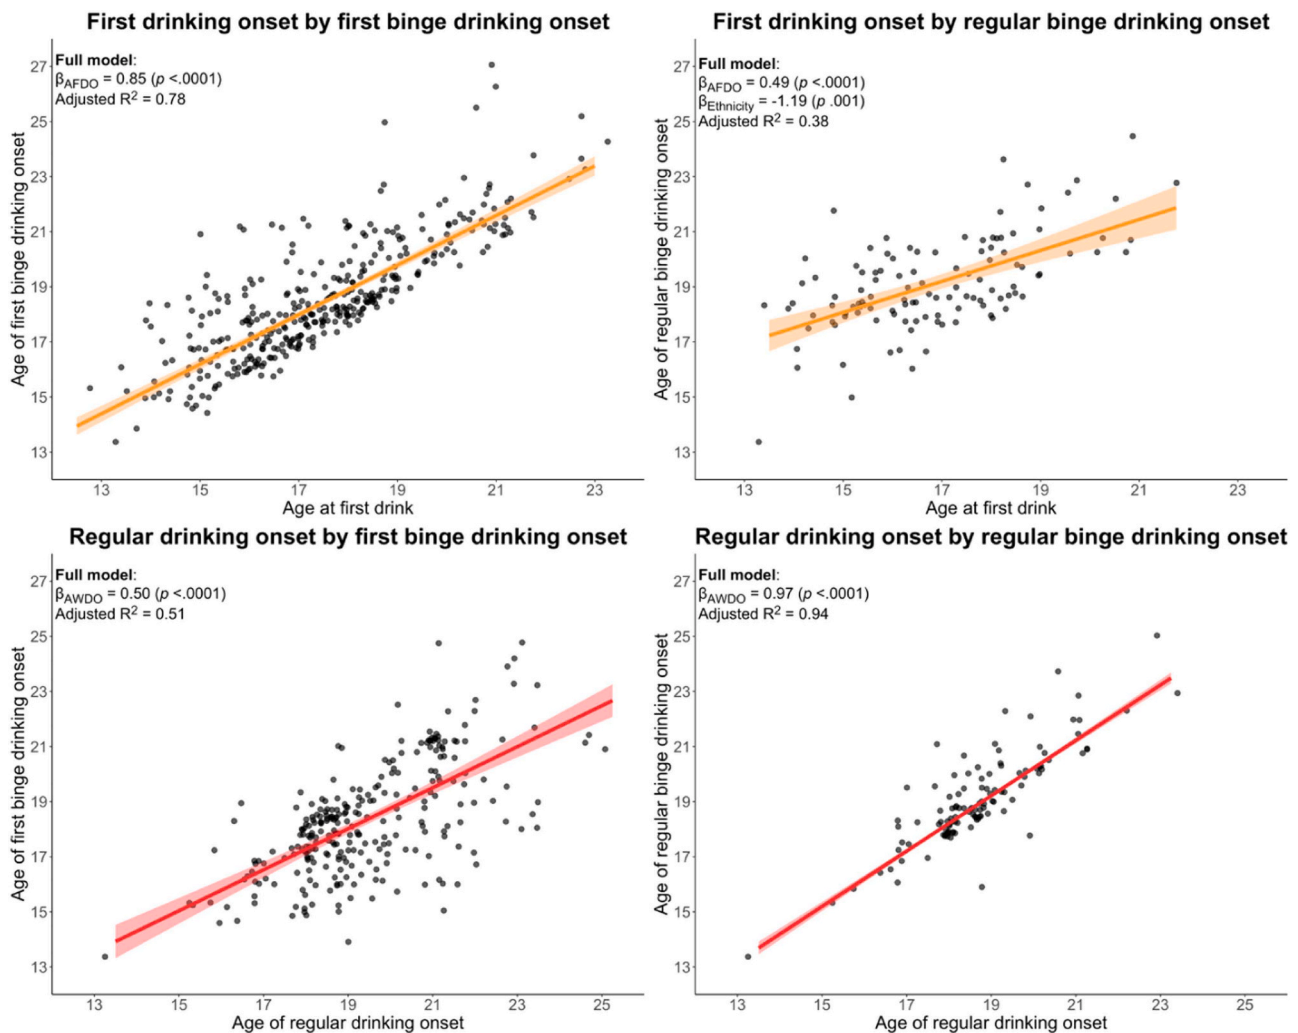 First drinking onset by first binge drinking onset
Full model:
βAFDO = 0.85 (p <.0001)
Adjusted R2 = 0.78
Age of first binge drinking onset
27
25
23
21
19
17
15
13
13 15 17 19 21 23
Age at first drink
First drinking onset by regular binge drinking onset
Full model:
βAFDO = 0.49 (p <.0001)
βEthnicity = -1.19 (p .001)
Adjusted R2 = 0.38
Age of regular binge drinking onset
27
25
23
21
19
17
15
13
13 15 17 19 21 23
Age at first drink
Regular drinking onset by first binge drinking onset
Full model:
βAWDO = 0.50 (p <.0001)
Adjusted R2 = 0.51
Age of first binge drinking onset
27
25
23
21
19
17
15
13
13 15 17 19 21 23 25
Age of regular drinking onset
Regular drinking onset by regular binge drinking onset
Full model:
βAWDO = 0.97 (p <.0001)
Adjusted R2 = 0.94
Age of regular binge drinking onset
27
25
23
21
19
17
15
13
13 15 17 19 21 23 25
Age of regular drinking onset